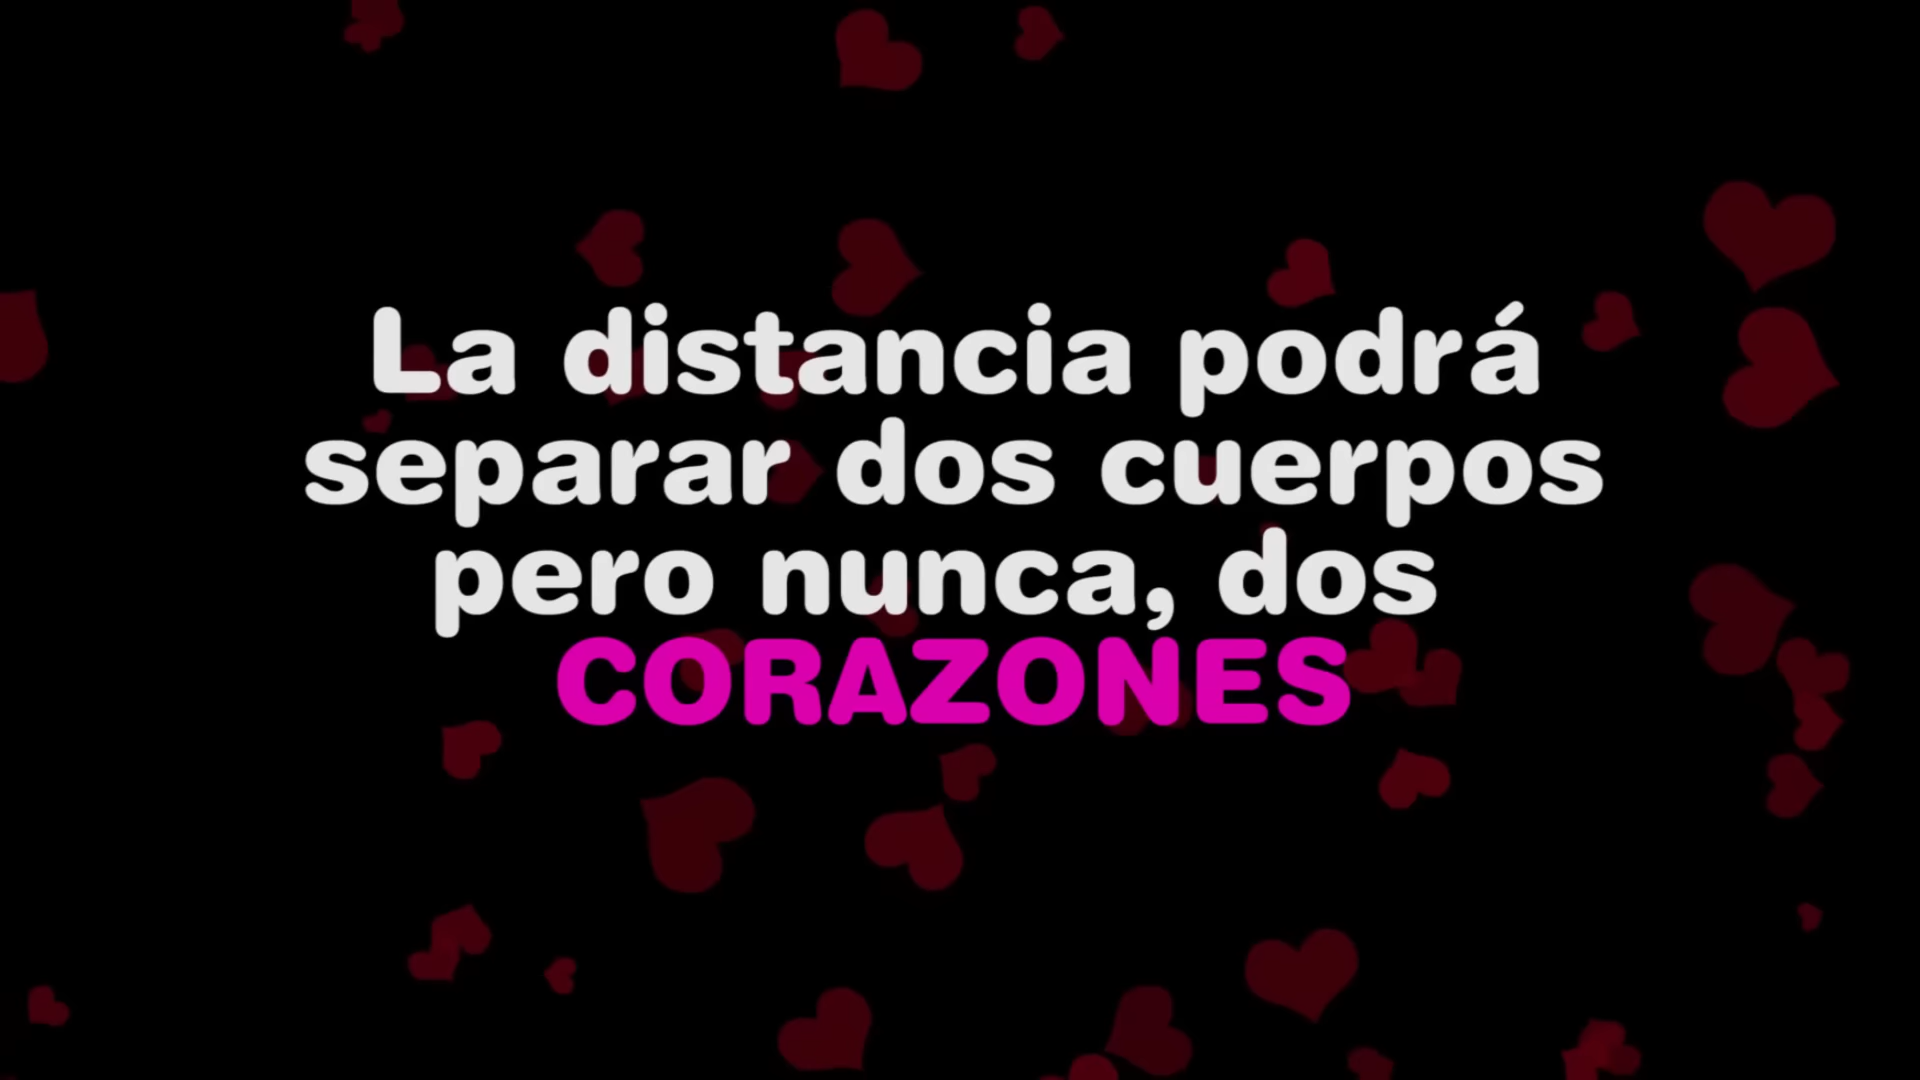 La distancia podrá
separar dos cuerpos
pero nunca, dos
CORAZONES